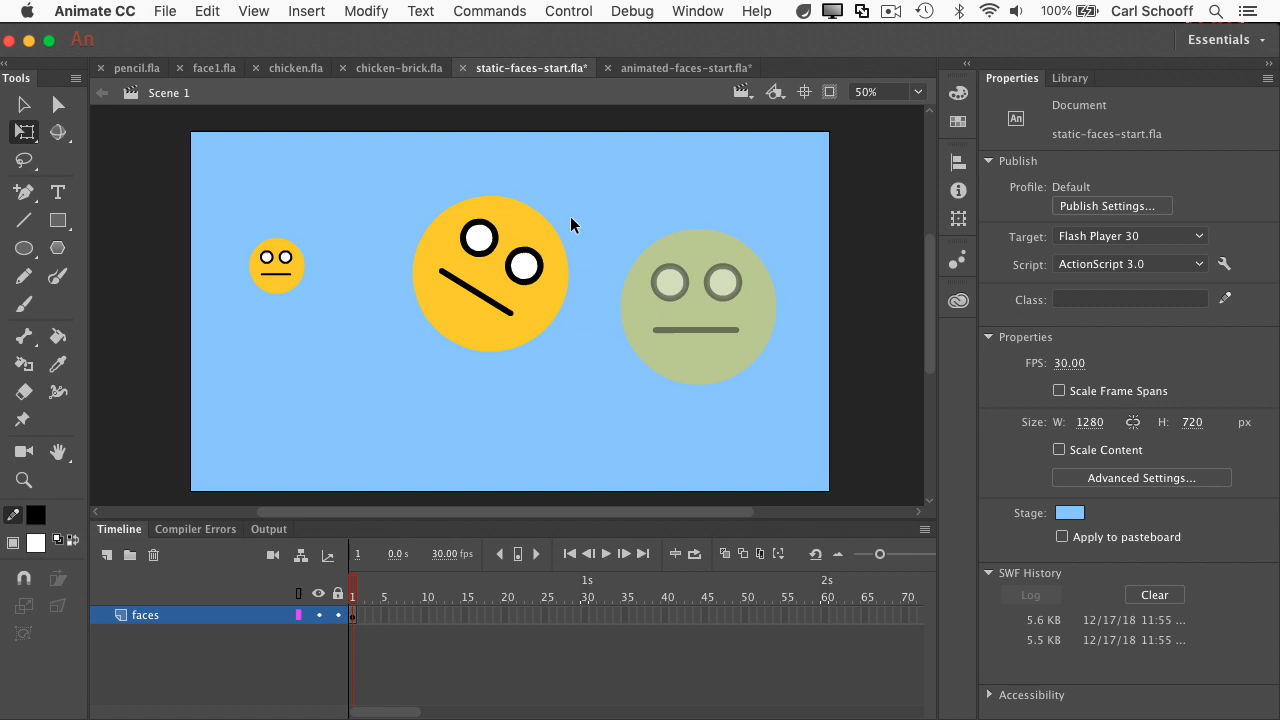 Animate CC File Edit View Insert Modify Text Commands Control Debug Window Help 100% Carl Schooff
An Essentials
Tools pencil.fla face1.fla chicken.fla chicken-brick.fla static-faces-start.fla* animated-faces-start.fla* Properties Library
Scene 1 50%
Document
An
static-faces-start.fla
Publish
Profile: Default
Publish Settings...
Target: Flash Player 30
Script: ActionScript 3.0
Class:
Properties
FPS: 30.00
Scale Frame Spans
Size: W: 1280 H: 720 px
Scale Content
Advanced Settings...
Stage:
Apply to pasteboard
SWF History
Log Clear
5.6 KB 12/17/18 11:55 ...
5.5 KB 12/17/18 11:55 ...
Accessibility
Timeline Compiler Errors Output
1 0.0 s 30.00 fps
1s 2s
1 5 10 15 20 25 30 35 40 45 50 55 60 65 70
faces